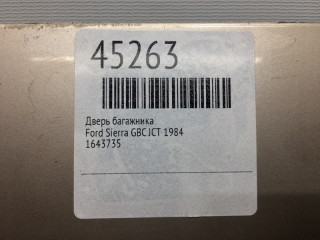 45263
Дверь багажника
Ford Sierra GBC JCT 1984
1643735